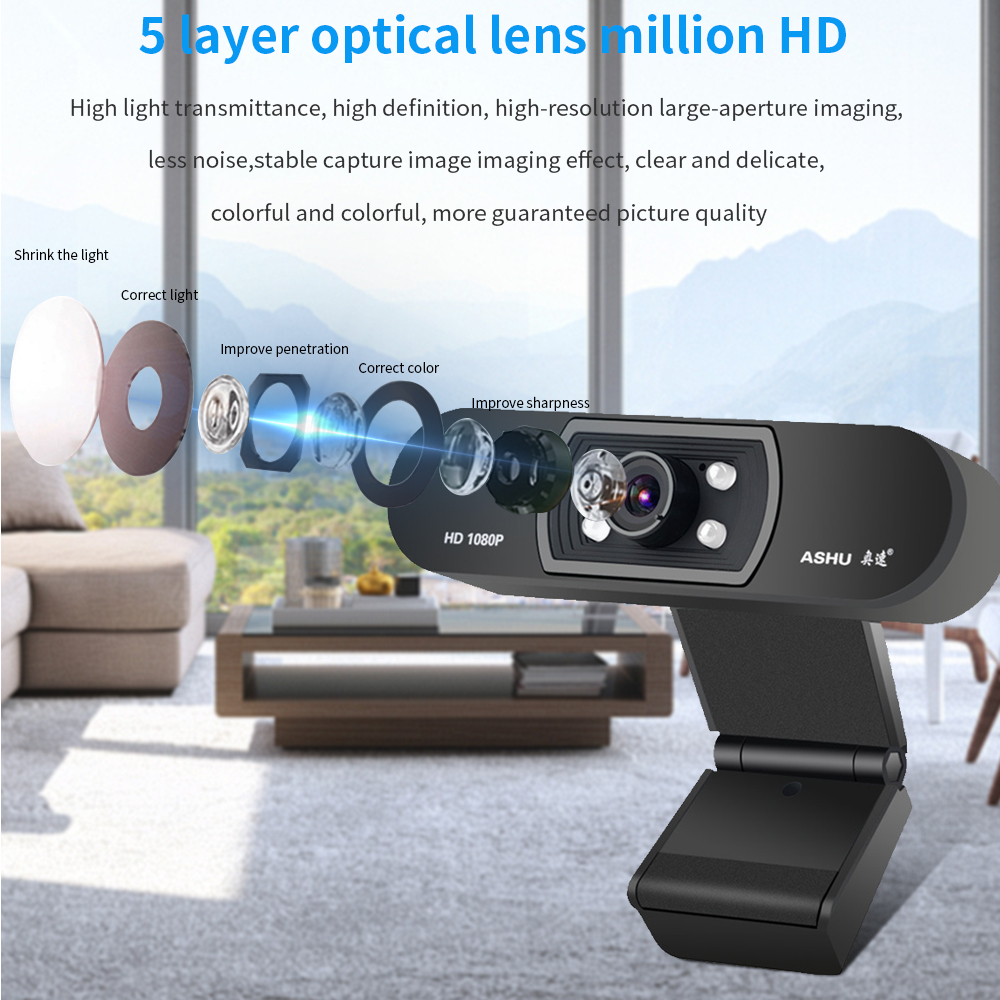 5 layer optical lens million HD
High light transmittance, high definition, high-resolution large-aperture imaging,
less noise,stable capture image imaging effect, clear and delicate,
colorful and colorful, more guaranteed picture quality
Shrink the light
Correct light
Improve penetration
Correct color
Improve sharpness
HD 1080P
ASHU 奥速®